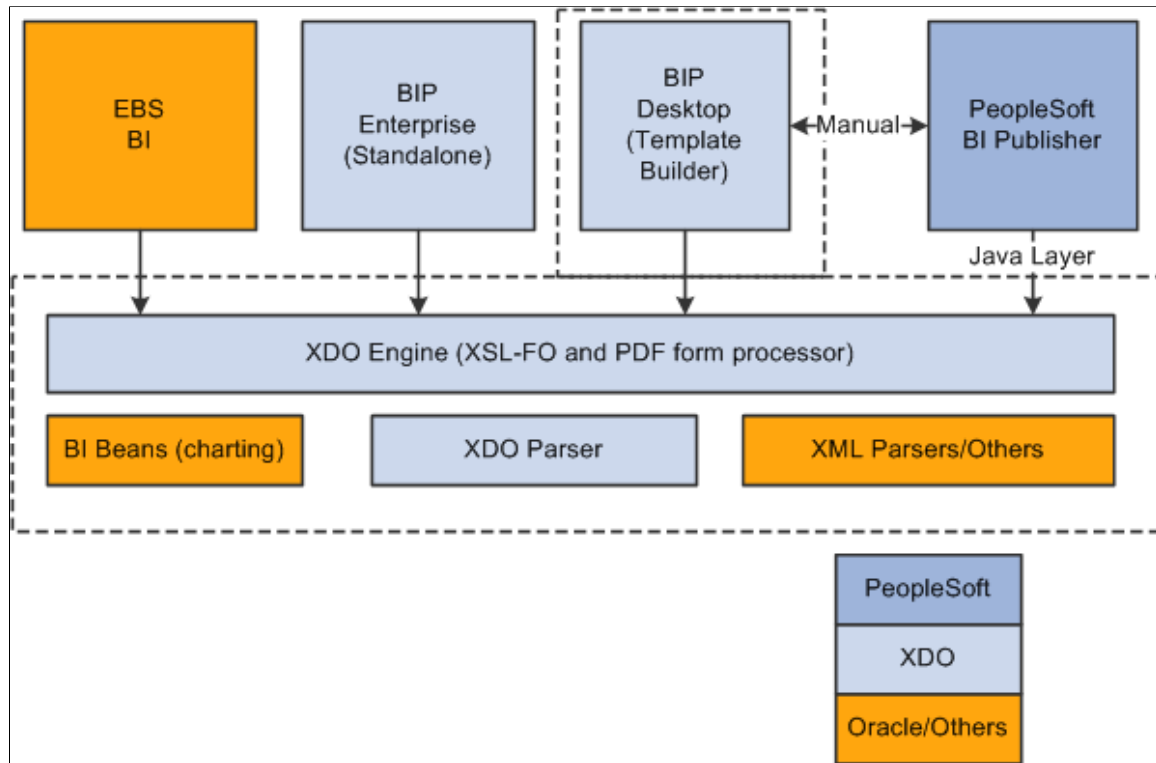 EBS
BI
BIP
Enterprise
(Standalone)
BIP
Desktop
(Template
Builder)
Manual
PeopleSoft
BI Publisher
Java Layer
XDO Engine (XSL-FO and PDF form processor)
BI Beans (charting)
XDO Parser
XML Parsers/Others
PeopleSoft
XDO
Oracle/Others